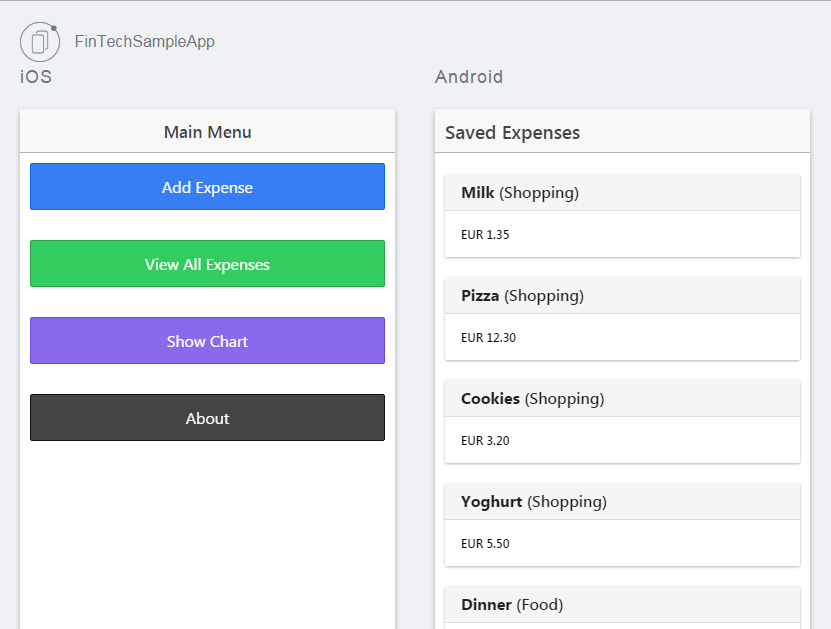 FinTechSampleApp
iOS
Main Menu
Add Expense
View All Expenses
Show Chart
About
Android
Saved Expenses
Milk (Shopping)
EUR 1.35
Pizza (Shopping)
EUR 12.30
Cookies (Shopping)
EUR 3.20
Yoghurt (Shopping)
EUR 5.50
Dinner (Food)